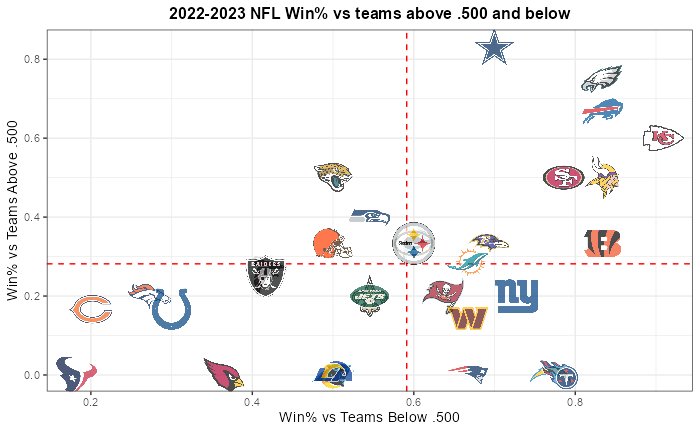 2022-2023 NFL Win% vs teams above .500 and below
Win% vs Teams Above .500
0.8
0.6
0.4
0.2
0.0
Steelers
RAIDERS
JETS
ny
0.2
0.4
0.6
0.8
Win% vs Teams Below .500